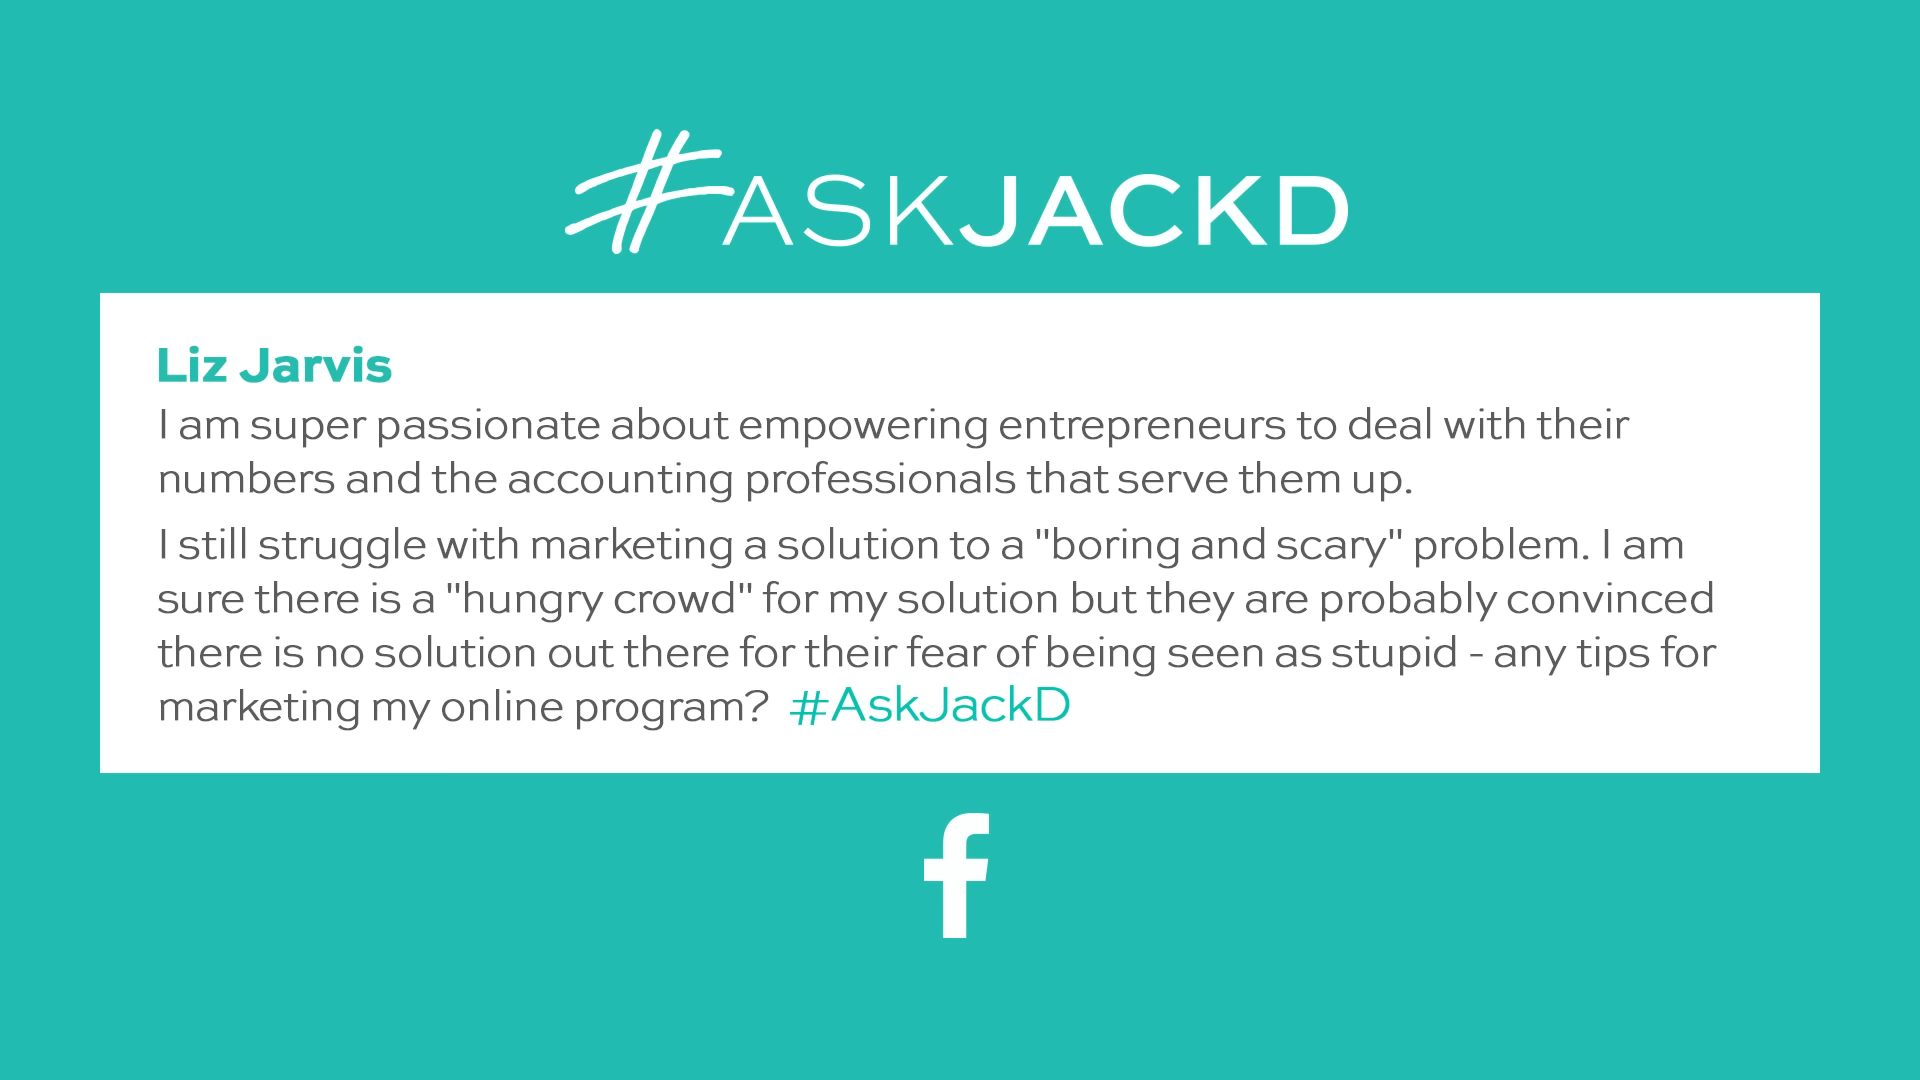 #ASKJACKD
Liz Jarvis
I am super passionate about empowering entrepreneurs to deal with their
numbers and the accounting professionals that serve them up.
I still struggle with marketing a solution to a "boring and scary" problem. I am
sure there is a "hungry crowd" for my solution but they are probably convinced
there is no solution out there for their fear of being seen as stupid - any tips for
marketing my online program? #AskJackD
f